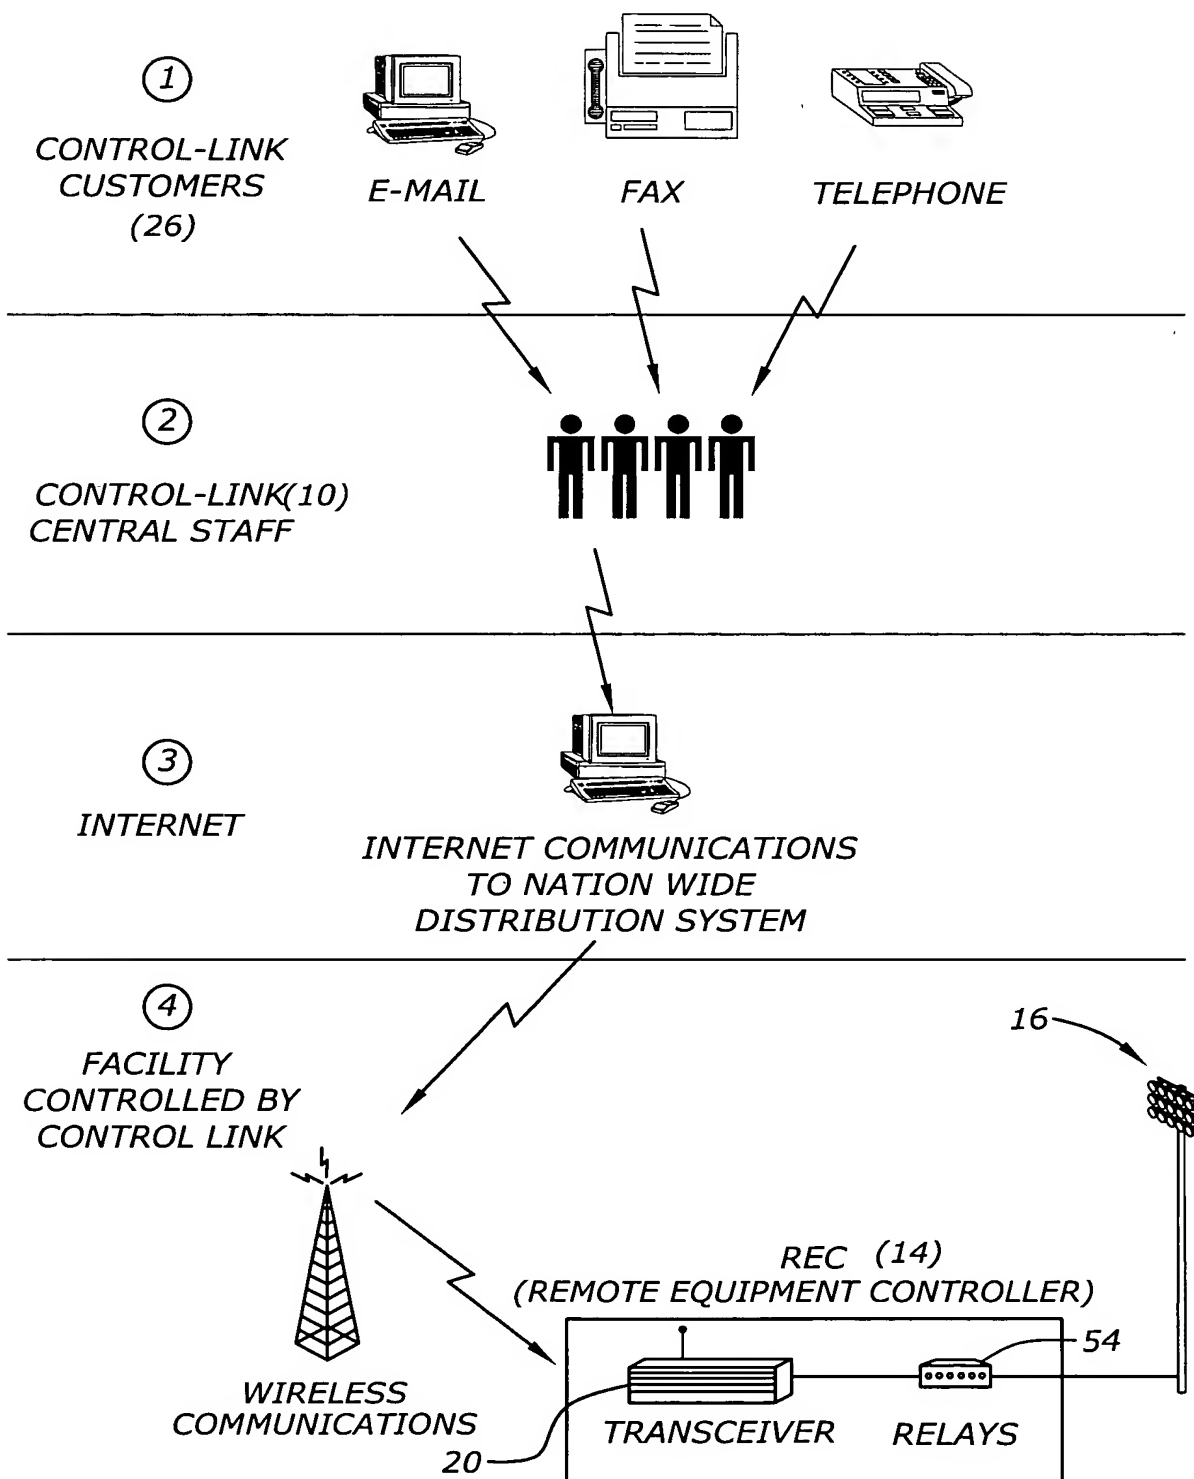 1
CONTROL-LINK
CUSTOMERS
(26)
E-MAIL
FAX
TELEPHONE
2
CONTROL-LINK(10)
CENTRAL STAFF
3
INTERNET
INTERNET COMMUNICATIONS
TO NATION WIDE
DISTRIBUTION SYSTEM
4
FACILITY
CONTROLLED BY
CONTROL LINK
16
REC (14)
(REMOTE EQUIPMENT CONTROLLER)
54
WIRELESS
COMMUNICATIONS
20
TRANSCEIVER
RELAYS